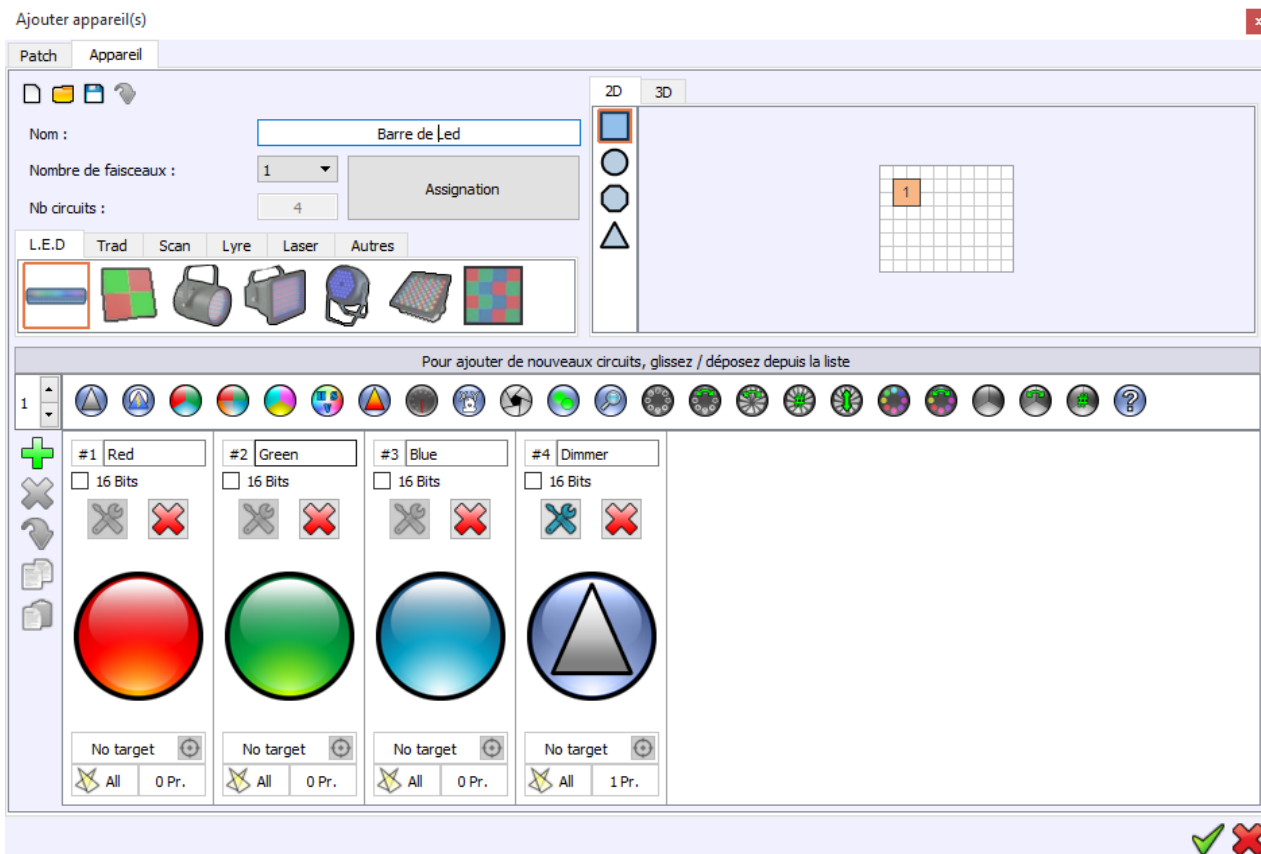 Ajouter appareil(s)
Patch Appareil
2D 3D
Nom : Barre de Led
Nombre de faisceaux : 1
Assignation
Nb circuits : 4
1
L.E.D Trad Scan Lyre Laser Autres
Pour ajouter de nouveaux circuits, glissez / déposez depuis la liste
1
#1 Red #2 Green #3 Blue #4 Dimmer
16 Bits 16 Bits 16 Bits 16 Bits
No target No target No target No target
All 0 Pr. All 0 Pr. All 0 Pr. All 1 Pr.